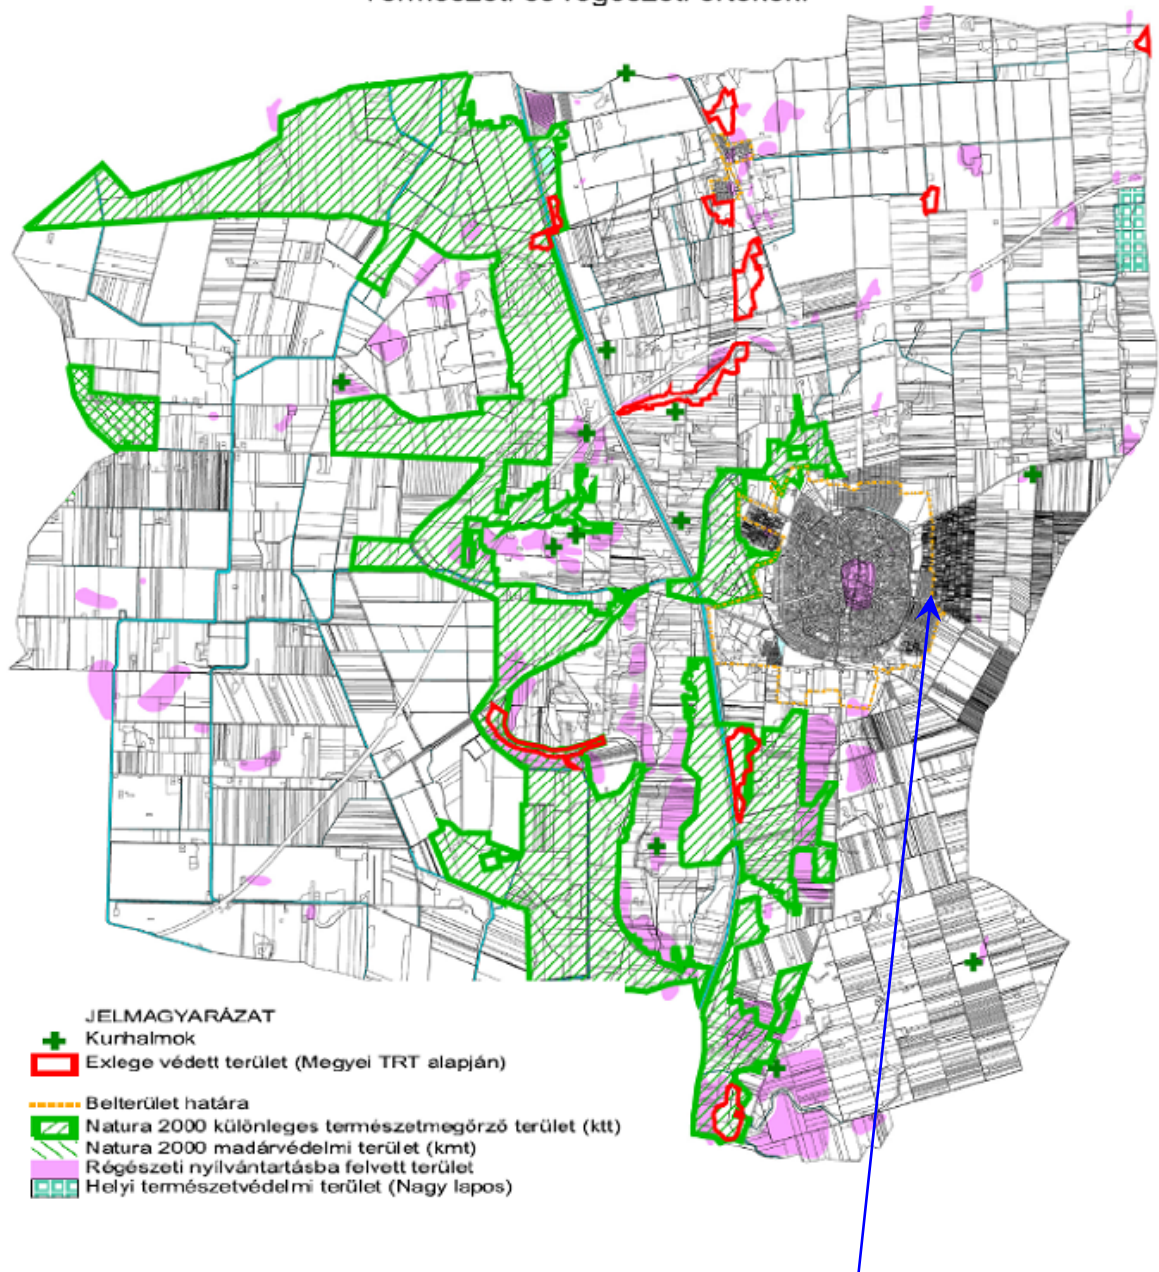 JELMAGYARÁZAT
Kunhalmok
Exlege védett terület (Megyei TRT alapján)
Belterület határa
Natura 2000 különleges természetmegőrző terület (ktt)
Natura 2000 madárvédelmi terület (kmt)
Régészeti nyilvántartásba felvett terület
Helyi természetvédelmi terület (Nagy lapos)